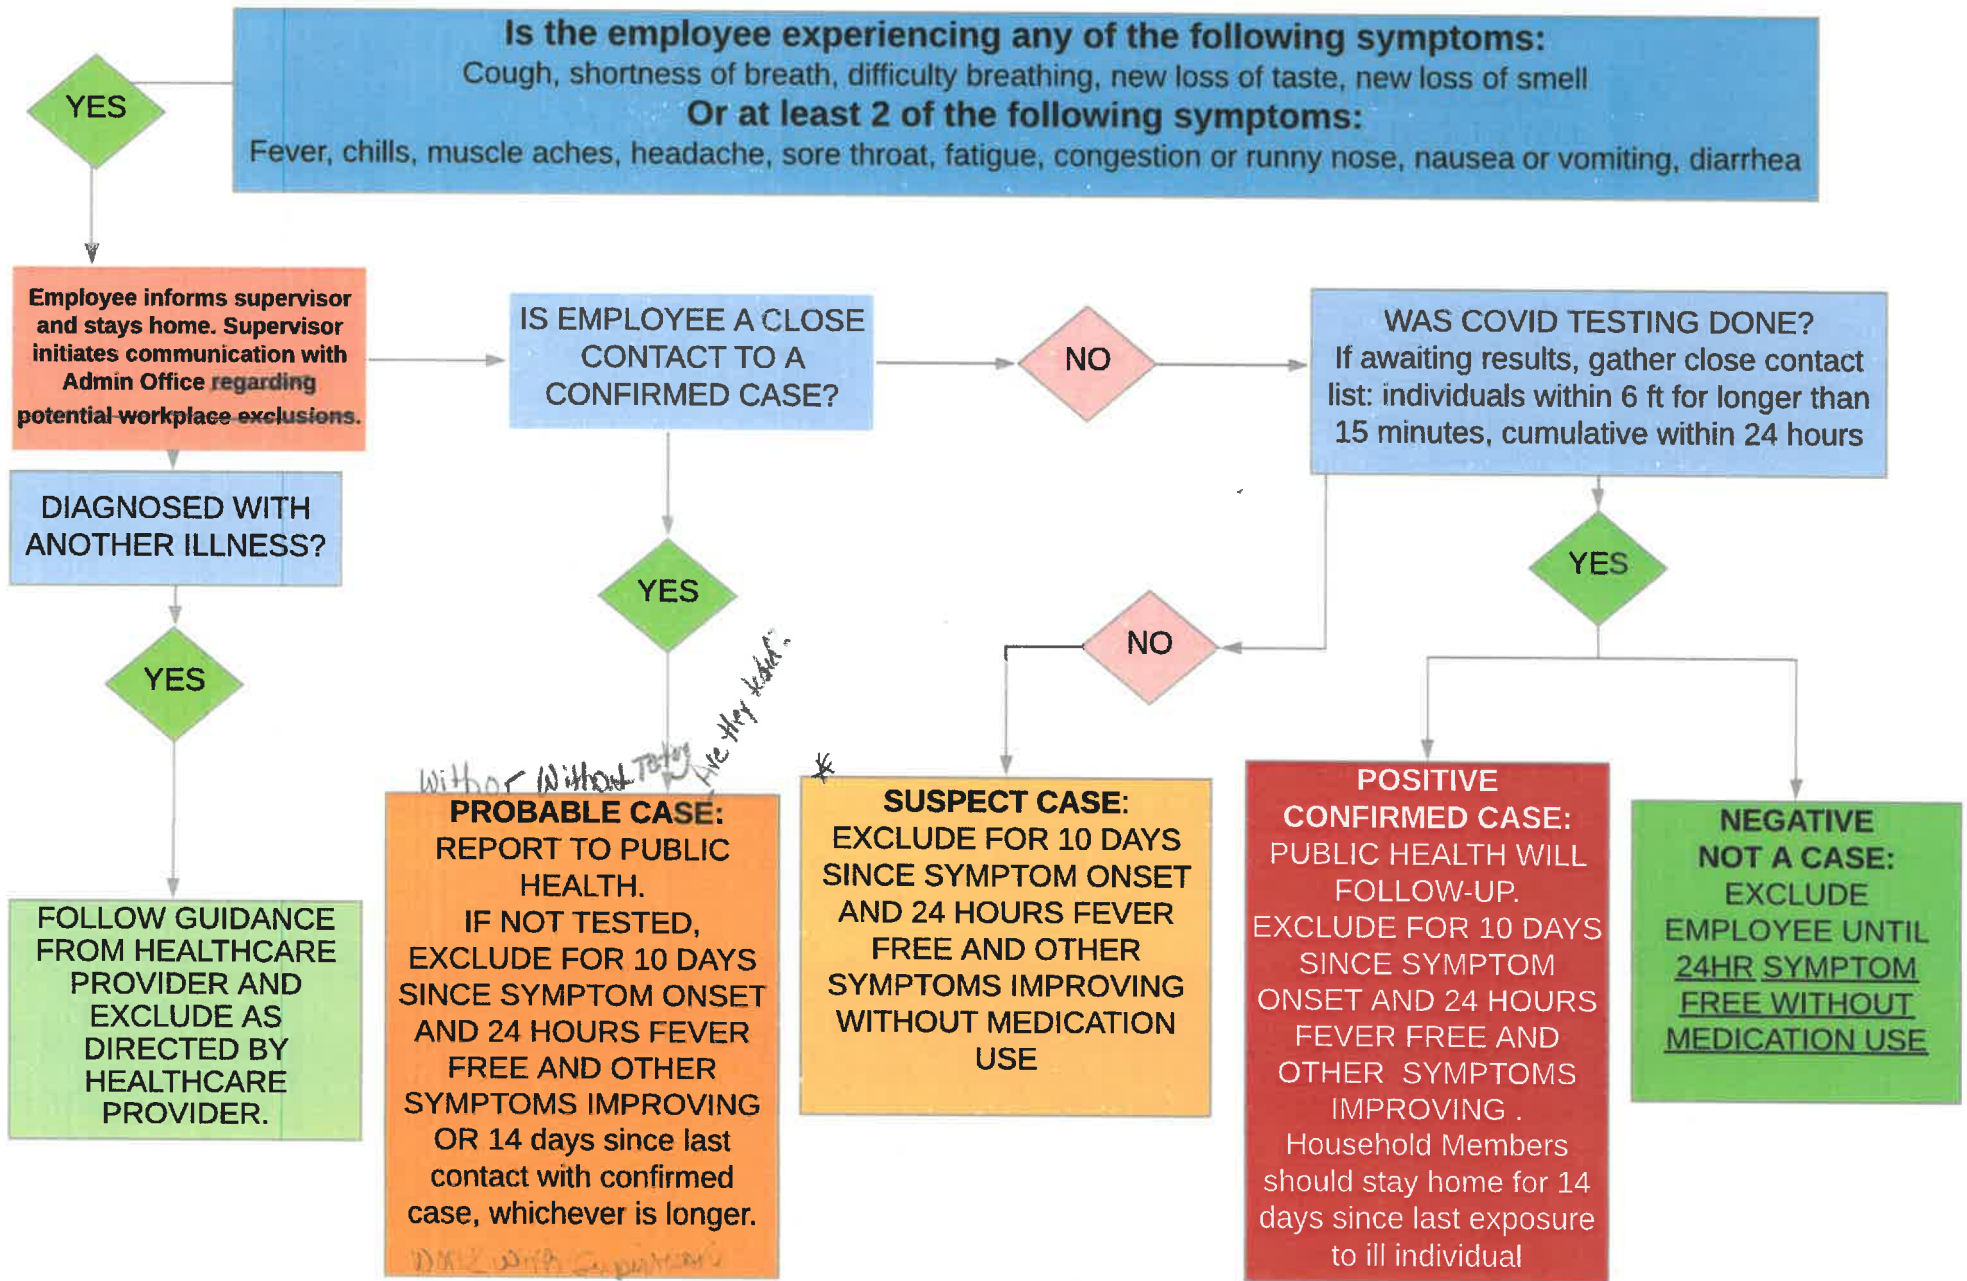 Is the employee experiencing any of the following symptoms:
Cough, shortness of breath, difficulty breathing, new loss of taste, new loss of smell
Or at least 2 of the following symptoms:
Fever, chills, muscle aches, headache, sore throat, fatigue, congestion or runny nose, nausea or vomiting, diarrhea
YES
Employee informs supervisor
and stays home. Supervisor
initiates communication with
Admin Office regarding
potential workplace exclusions.
IS EMPLOYEE A CLOSE
CONTACT TO A
CONFIRMED CASE?
NO
WAS COVID TESTING DONE?
If awaiting results, gather close contact
list: individuals within 6 ft for longer than
15 minutes, cumulative within 24 hours
DIAGNOSED WITH
ANOTHER ILLNESS?
YES
YES
NO
YES
FOLLOW GUIDANCE
FROM HEALTHCARE
PROVIDER AND
EXCLUDE AS
DIRECTED BY
HEALTHCARE
PROVIDER.
With or Without Testing
Are they tested?
PROBABLE CASE:
REPORT TO PUBLIC
HEALTH.
IF NOT TESTED,
EXCLUDE FOR 10 DAYS
SINCE SYMPTOM ONSET
AND 24 HOURS FEVER
FREE AND OTHER
SYMPTOMS IMPROVING
OR 14 days since last
contact with confirmed
case, whichever is longer.
*
SUSPECT CASE:
EXCLUDE FOR 10 DAYS
SINCE SYMPTOM ONSET
AND 24 HOURS FEVER
FREE AND OTHER
SYMPTOMS IMPROVING
WITHOUT MEDICATION
USE
POSITIVE
CONFIRMED CASE:
PUBLIC HEALTH WILL
FOLLOW-UP.
EXCLUDE FOR 10 DAYS
SINCE SYMPTOM
ONSET AND 24 HOURS
FEVER FREE AND
OTHER SYMPTOMS
IMPROVING .
Household Members
should stay home for 14
days since last exposure
to ill individual
NEGATIVE
NOT A CASE:
EXCLUDE
EMPLOYEE UNTIL
24HR SYMPTOM
FREE WITHOUT
MEDICATION USE